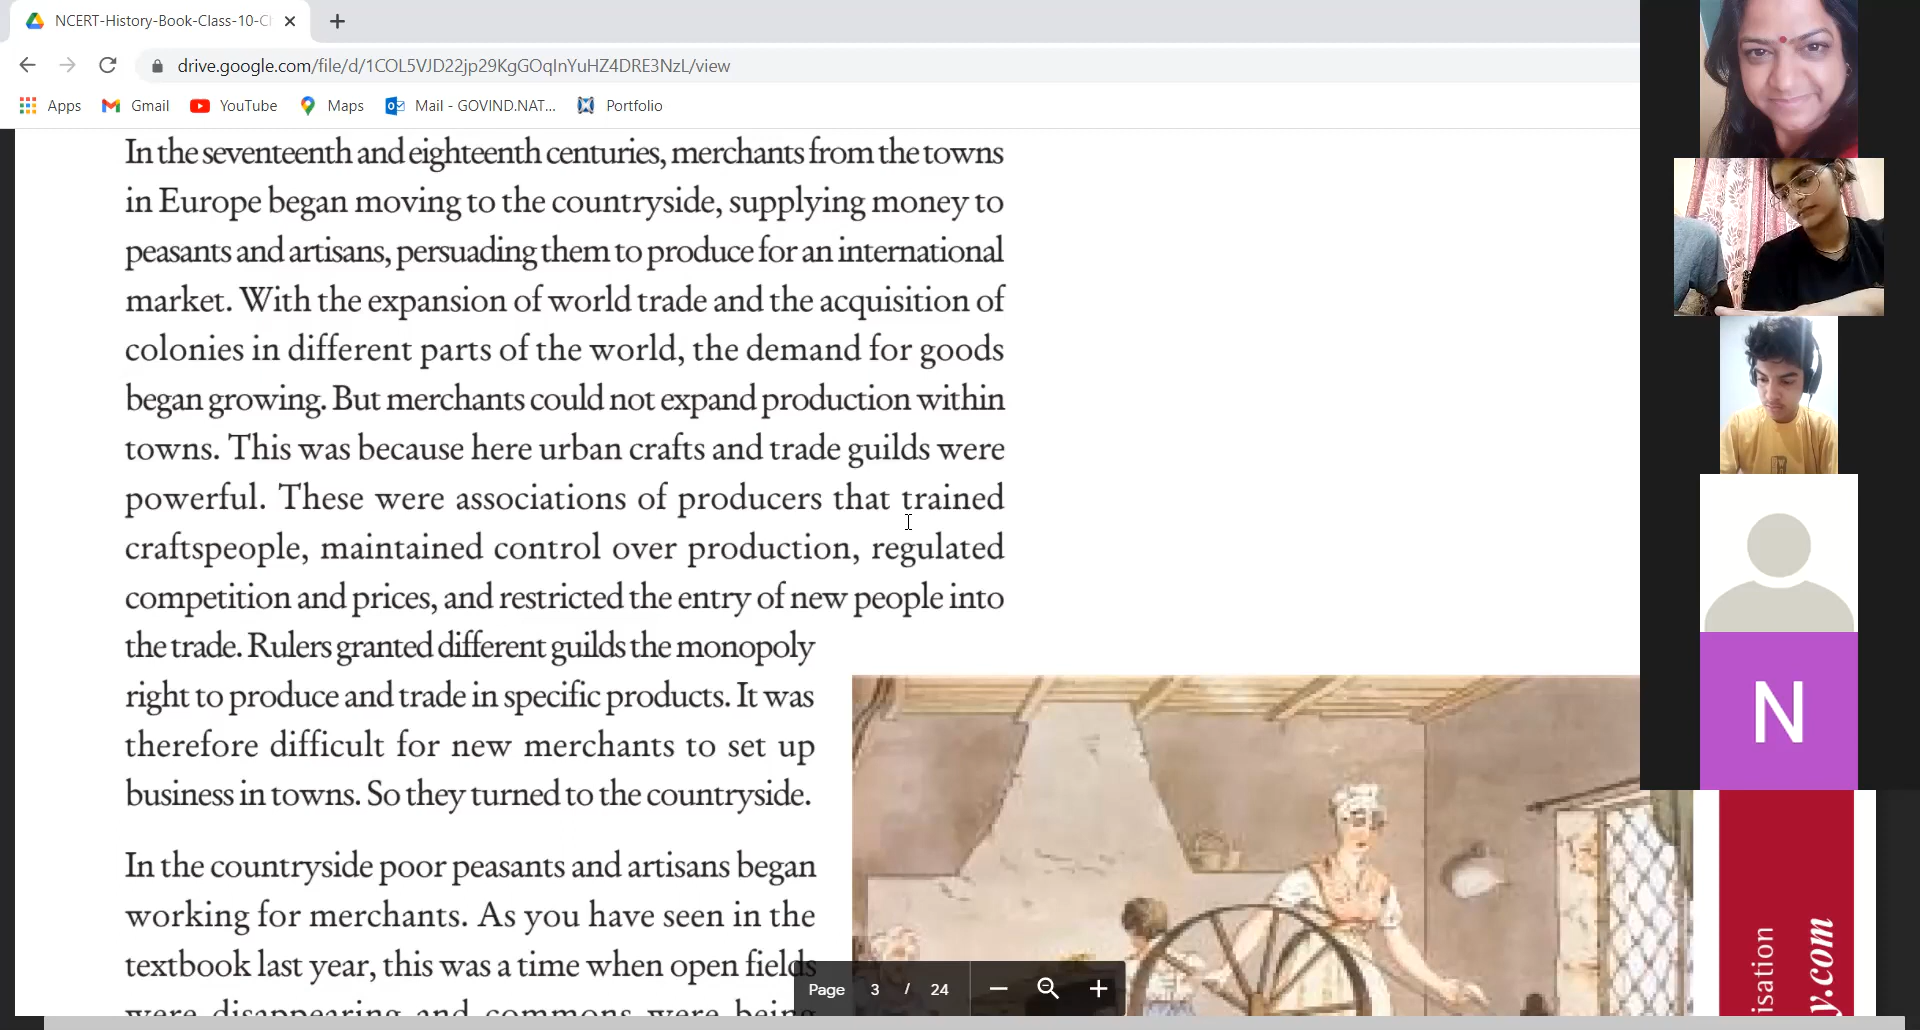 NCERT-History-Book-Class-10-C
drive.google.com/file/d/1COL5VJD22jp29KgGOqInYuHZ4DRE3NzL/view
Apps Gmail YouTube Maps Mail - GOVIND.NAT... Portfolio
In the seventeenth and eighteenth centuries, merchants from the towns
in Europe began moving to the countryside, supplying money to
peasants and artisans, persuading them to produce for an international
market. With the expansion of world trade and the acquisition of
colonies in different parts of the world, the demand for goods
began growing. But merchants could not expand production within
towns. This was because here urban crafts and trade guilds were
powerful. These were associations of producers that trained
craftspeople, maintained control over production, regulated
competition and prices, and restricted the entry of new people into
the trade. Rulers granted different guilds the monopoly
right to produce and trade in specific products. It was
therefore difficult for new merchants to set up
business in towns. So they turned to the countryside.
In the countryside poor peasants and artisans began
working for merchants. As you have seen in the
textbook last year, this was a time when open fields
were disappearing and commons were being
Page 3 / 24
N
isation
y.com